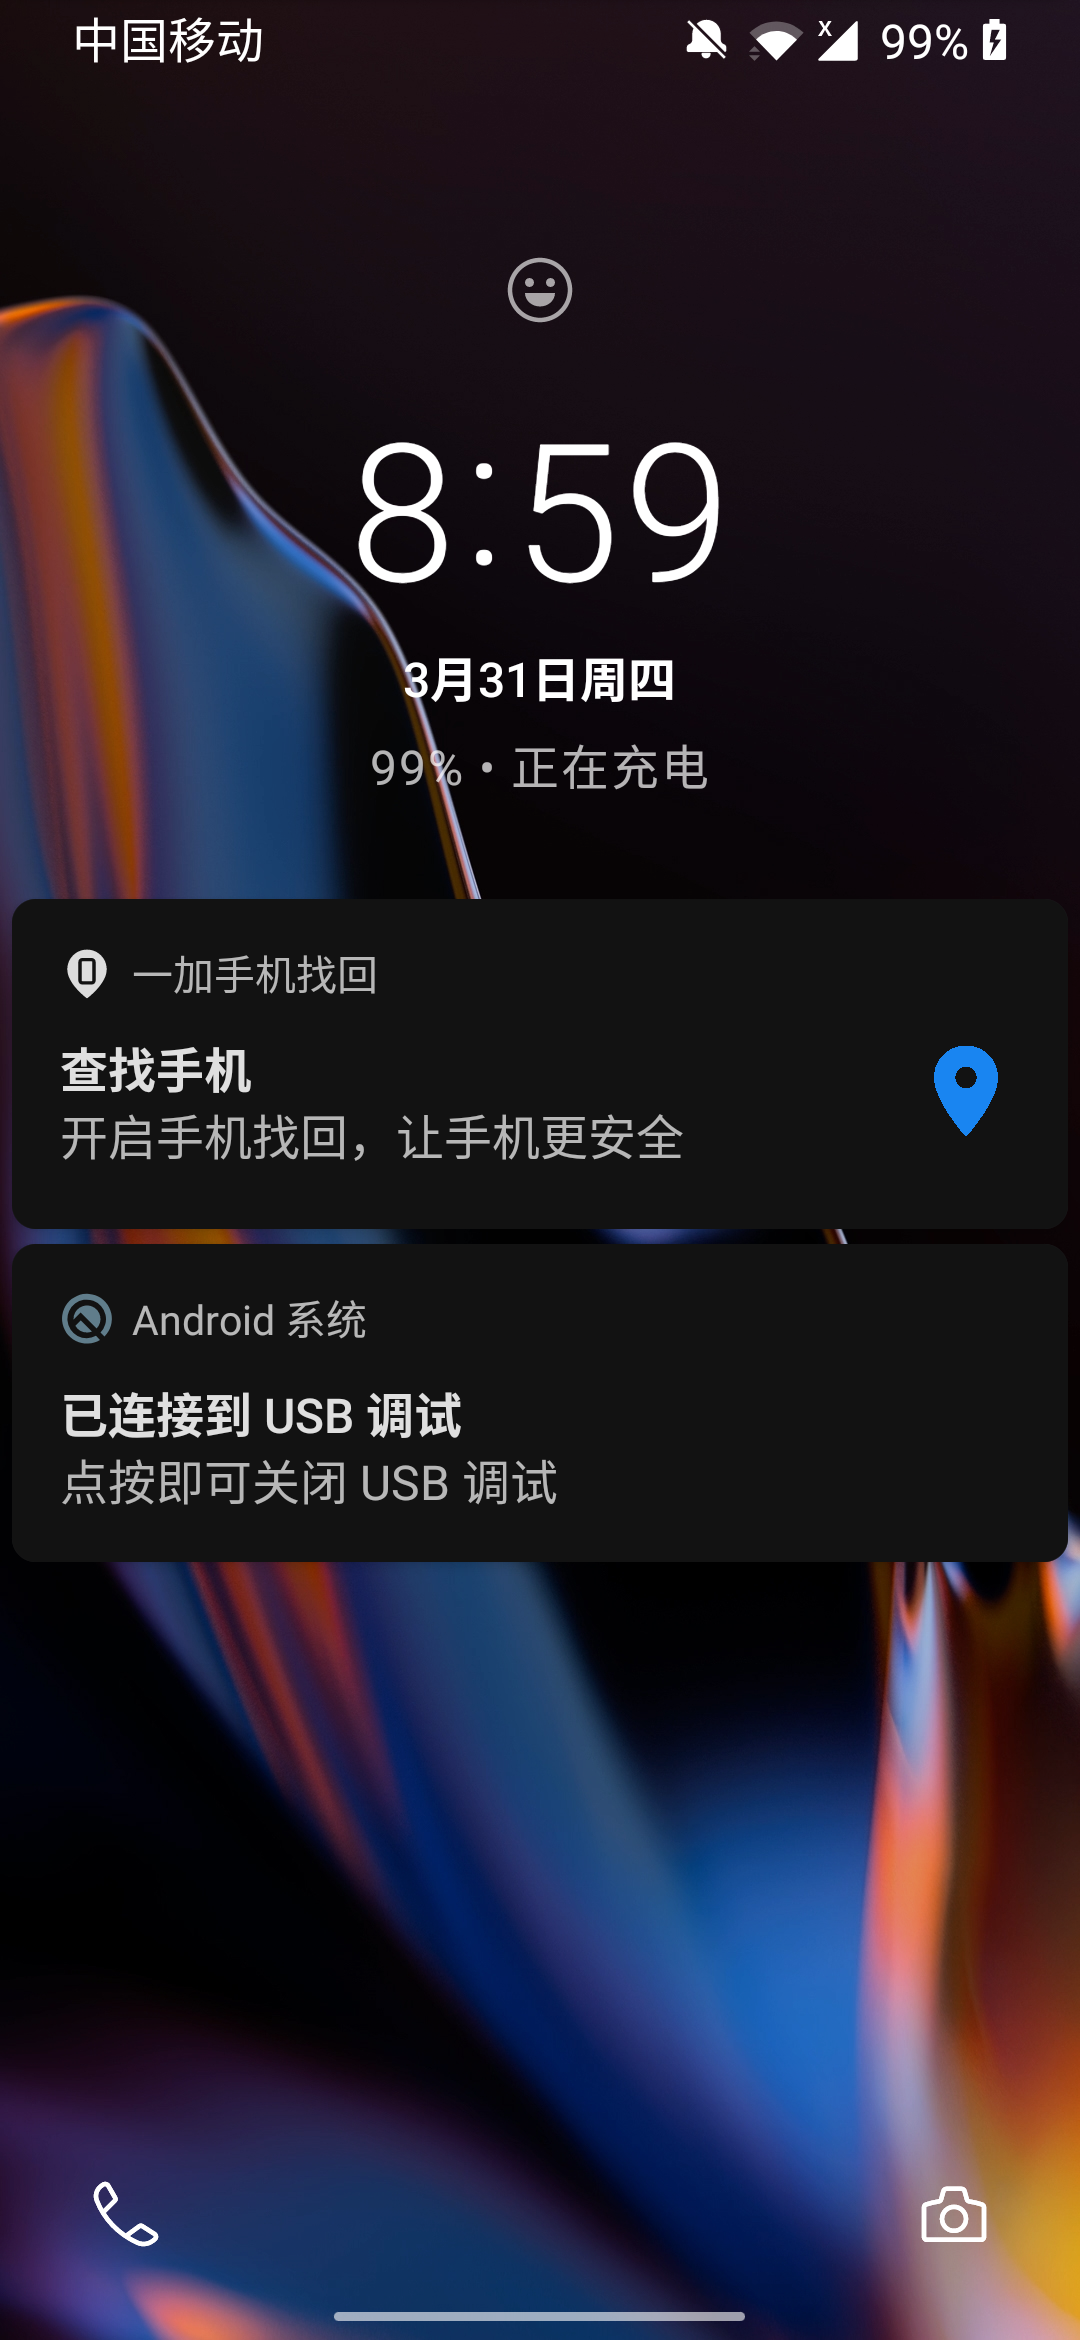 中国移动
99%
8:59
3月31日周四
99% • 正在充电
一加手机找回
查找手机
开启手机找回，让手机更安全
Android 系统
已连接到 USB 调试
点按即可关闭 USB 调试